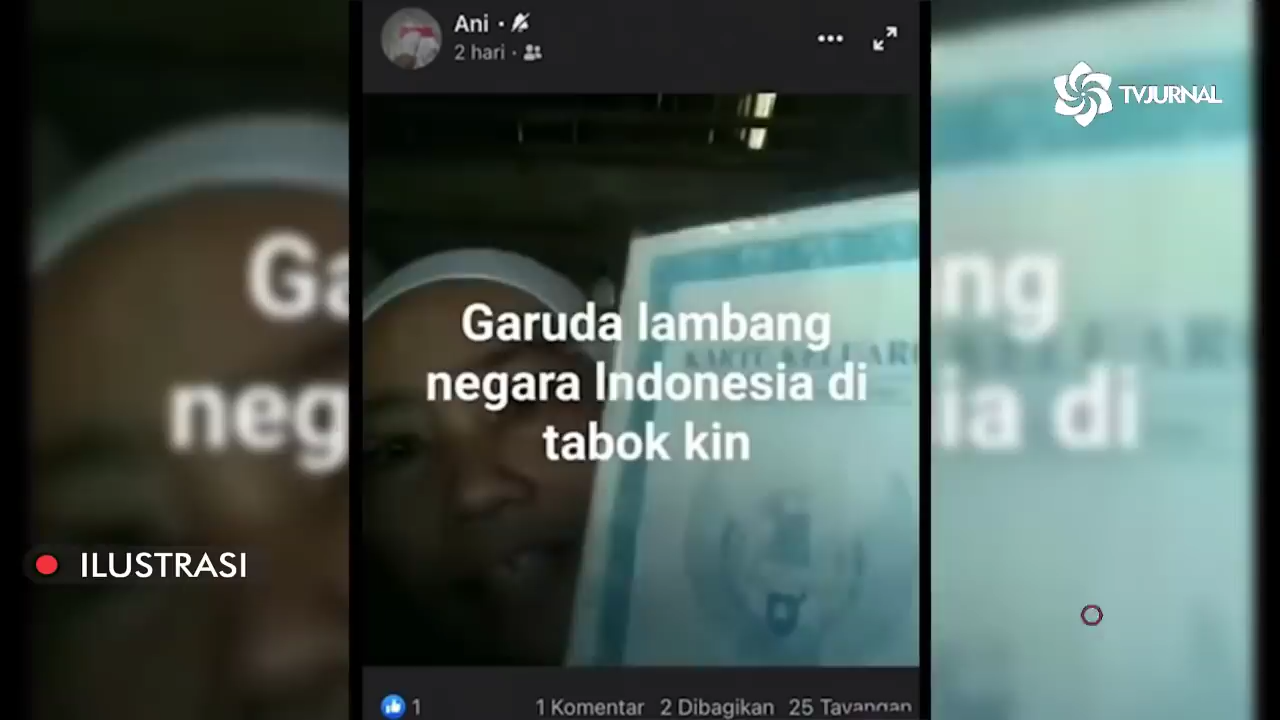 Ani
2 hari
TVJURNAL
Garuda lambang
negara Indonesia di
tabok kin
ILUSTRASI
1
1 Komentar 2 Dibagikan 25 Tayangan